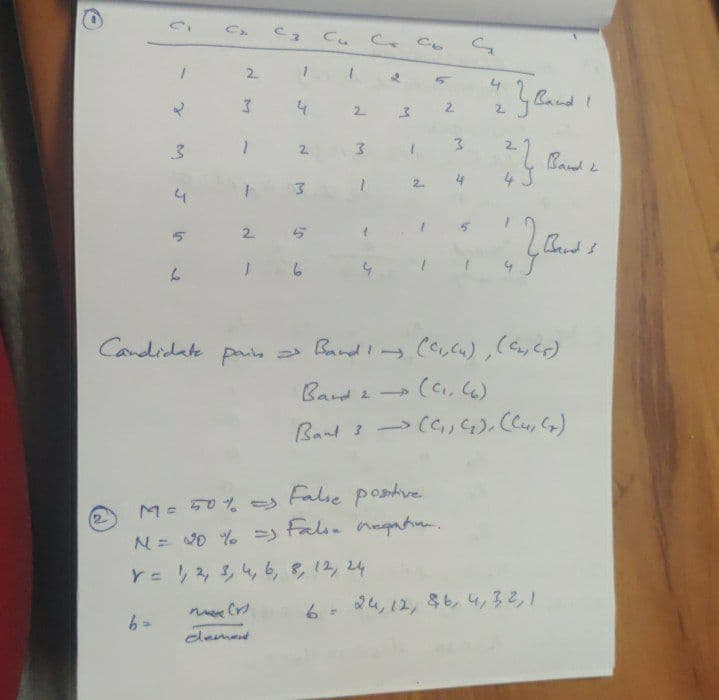 ①
C1 C2 C3 C4 C5 C6 C7
1 2 1 1 2 5 4 } Band 1
2 3 4 2 3 2 2
3 1 2 3 1 3 2 } Band 2
4 1 3 1 2 4 4
5 2 5 1 1 5 1 } Band 3
6 1 6 4 1 1 4
Candidate pairs => Band 1 → (C1,C4), (C2,C5)
Band 2 → (C1, C6)
Band 3 → (C1, C3), (C4, C7)
② M = 50 % => False positive
N = 20 % => False negative.
r = 1, 2, 3, 4, 6, 8, 12, 24
b = max(r) / element b = 24, 12, 8 6, 4, 3, 2, 1